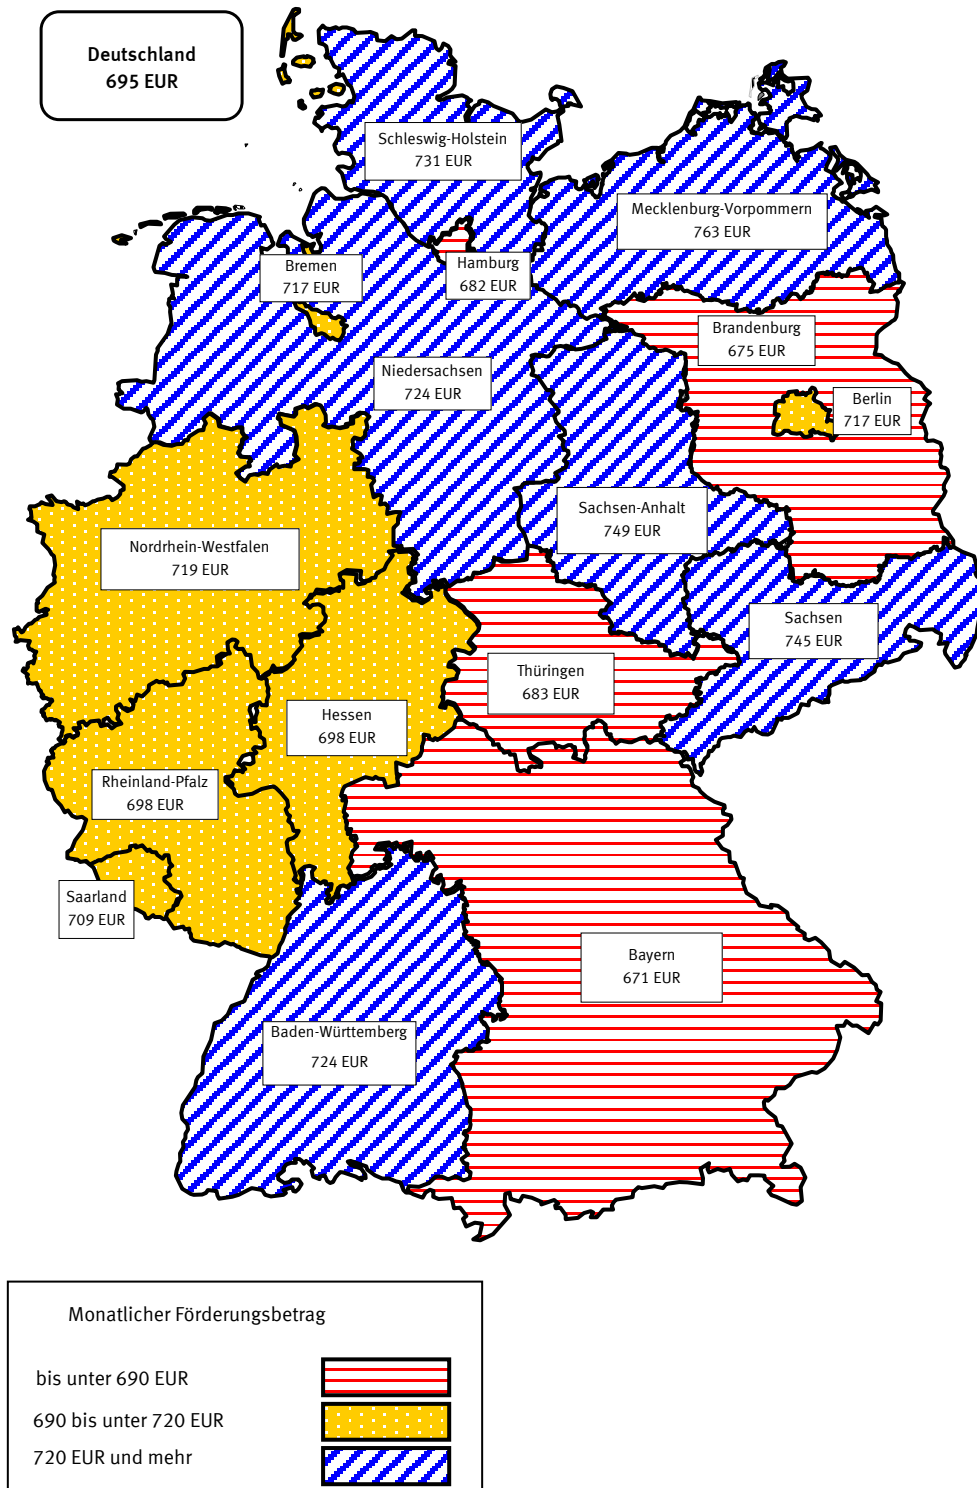 Deutschland
695 EUR
Schleswig-Holstein
731 EUR
Mecklenburg-Vorpommern
763 EUR
Bremen
717 EUR
Hamburg
682 EUR
Brandenburg
675 EUR
Niedersachsen
724 EUR
Berlin
717 EUR
Sachsen-Anhalt
749 EUR
Nordrhein-Westfalen
719 EUR
Sachsen
745 EUR
Thüringen
683 EUR
Hessen
698 EUR
Rheinland-Pfalz
698 EUR
Saarland
709 EUR
Bayern
671 EUR
Baden-Württemberg
724 EUR
Monatlicher Förderungsbetrag
bis unter 690 EUR
690 bis unter 720 EUR
720 EUR und mehr